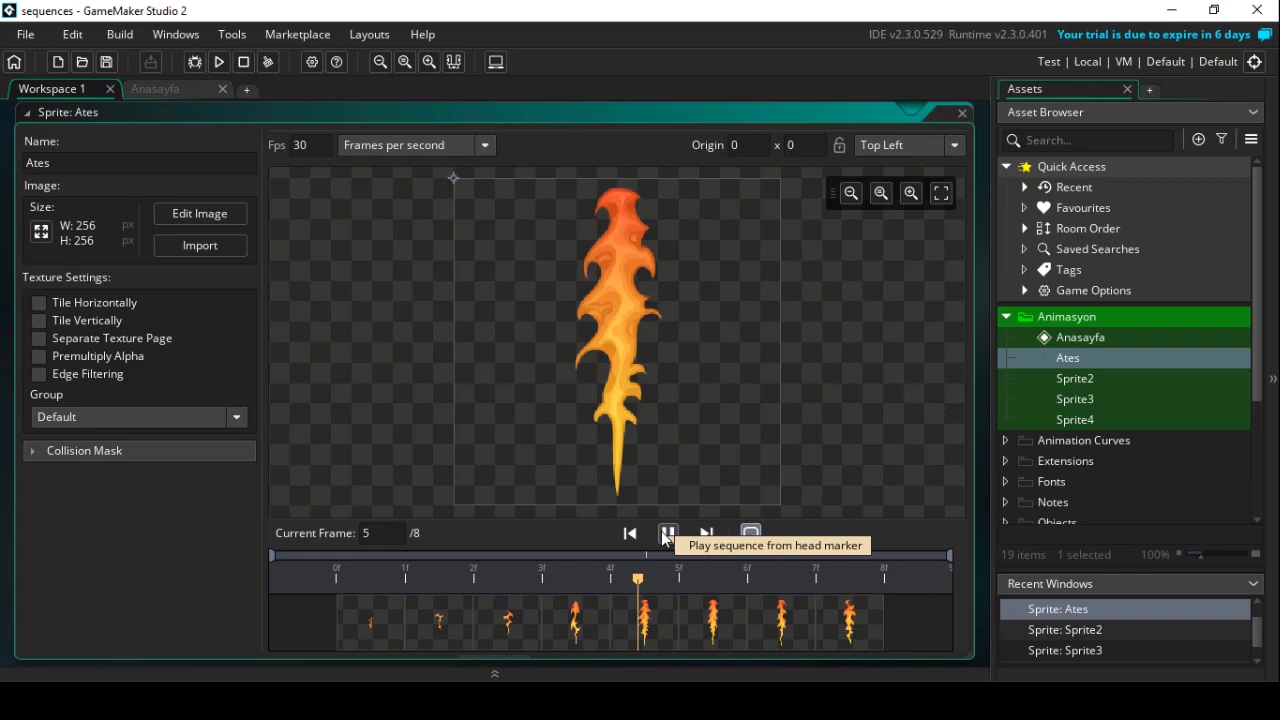 sequences - GameMaker Studio 2
File Edit Build Windows Tools Marketplace Layouts Help
IDE v2.3.0.529 Runtime v2.3.0.401 Your trial is due to expire in 6 days
Test | Local | VM | Default | Default
Workspace 1
Anasayfa
Sprite: Ates
Name:
Ates
Image:
Size:
W: 256 px
H: 256 px
Edit Image
Import
Texture Settings:
Tile Horizontally
Tile Vertically
Separate Texture Page
Premultiply Alpha
Edge Filtering
Group
Default
Collision Mask
Fps 30 Frames per second
Origin 0 x 0 Top Left
Current Frame: 5 /8
Play sequence from head marker
0f 1f 2f 3f 4f 5f 6f 7f 8f 9
Assets
Asset Browser
Search...
Quick Access
Recent
Favourites
Room Order
Saved Searches
Tags
Game Options
Animasyon
Anasayfa
Ates
Sprite2
Sprite3
Sprite4
Animation Curves
Extensions
Fonts
Notes
Objects
19 items 1 selected 100%
Recent Windows
Sprite: Ates
Sprite: Sprite2
Sprite: Sprite3